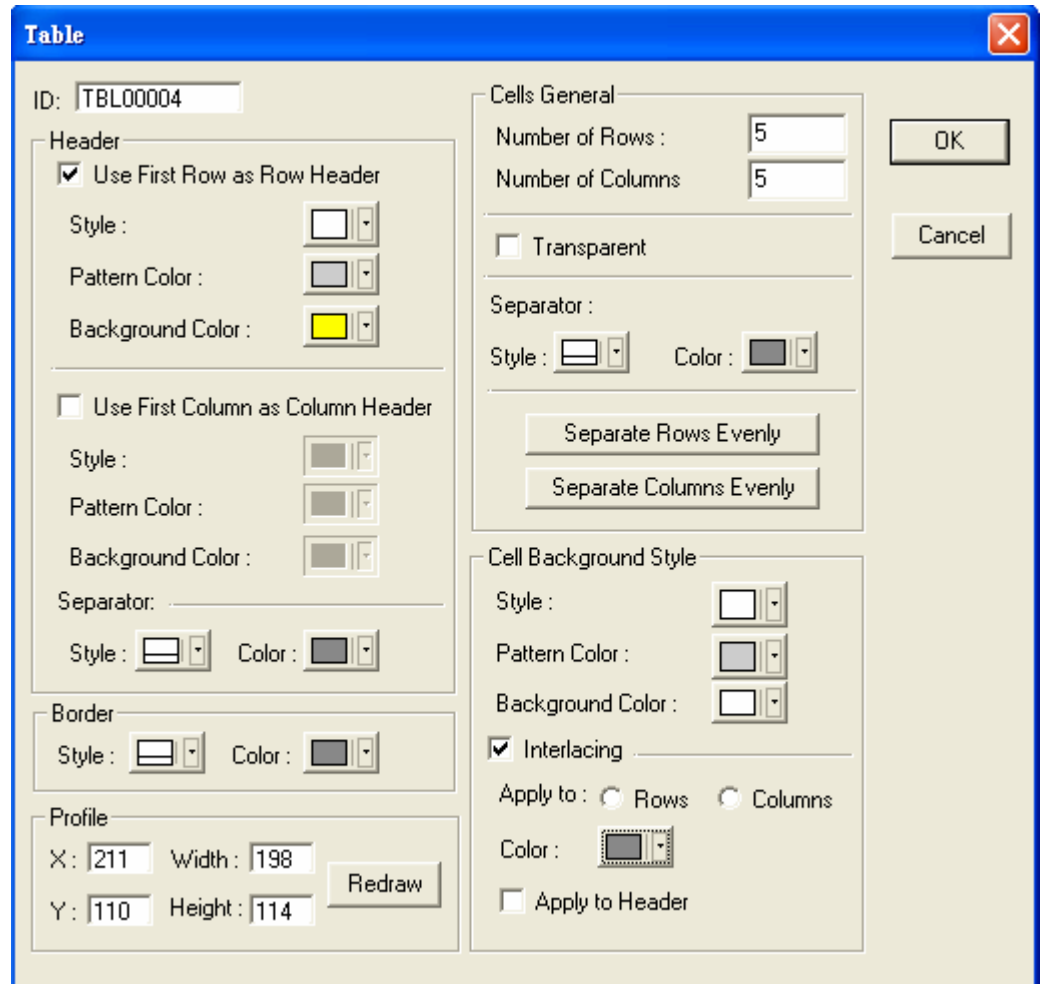 Table
ID: TBL00004
Header
Use First Row as Row Header
Style :
Pattern Color :
Background Color :
Use First Column as Column Header
Style :
Pattern Color :
Background Color :
Separator:
Style : Color :
Border
Style : Color :
Profile
X : 211 Width : 198
Y : 110 Height : 114
Redraw
Cells General
Number of Rows : 5
Number of Columns 5
Transparent
Separator :
Style : Color :
Separate Rows Evenly
Separate Columns Evenly
Cell Background Style
Style :
Pattern Color :
Background Color :
Interlacing
Apply to : Rows Columns
Color :
Apply to Header
OK
Cancel